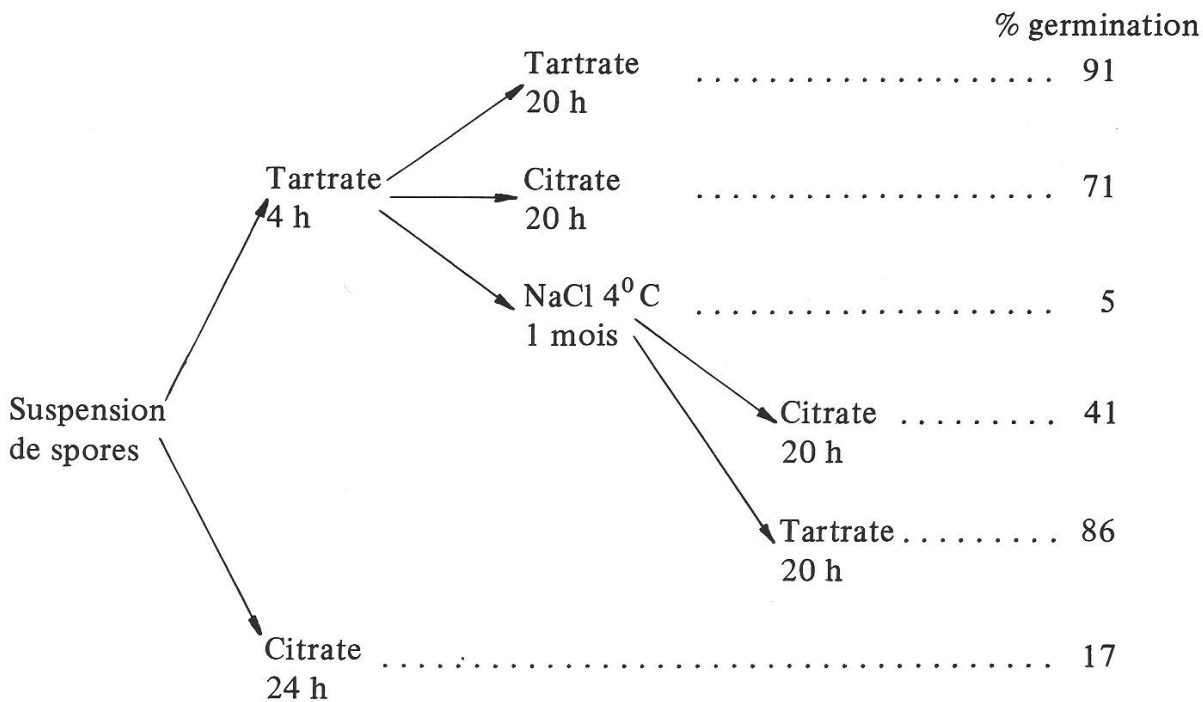 % germination
Tartrate .................... 91
20 h
Tartrate
4 h
Citrate .................... 71
20 h
NaCl 4⁰ C .................... 5
1 mois
Suspension
de spores
Citrate ......... 41
20 h
Tartrate ......... 86
20 h
Citrate ................................ 17
24 h